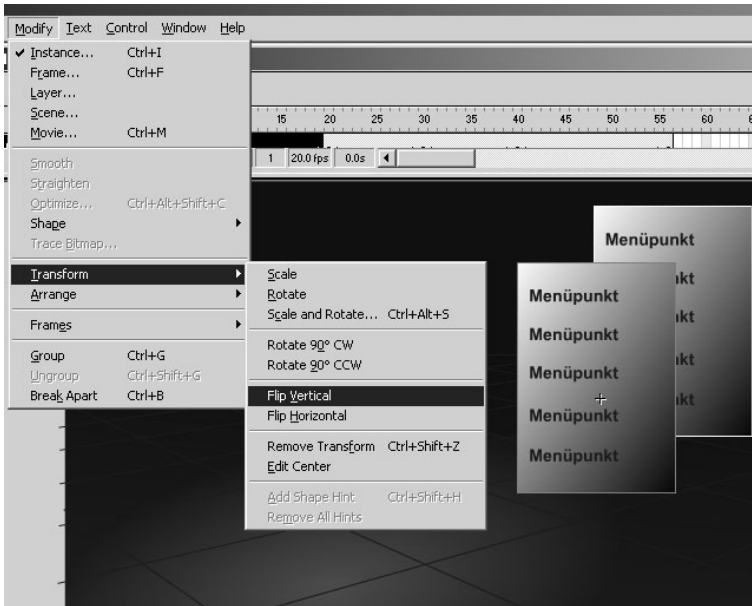 Modify Text Control Window Help
Instance... Ctrl+I
Frame... Ctrl+F
Layer...
Scene...
Movie... Ctrl+M
Smooth
Straighten
Optimize... Ctrl+Alt+Shift+C
Shape
Trace Bitmap...
Transform
Arrange
Frames
Group Ctrl+G
Ungroup Ctrl+Shift+G
Break Apart Ctrl+B
Scale
Rotate
Scale and Rotate... Ctrl+Alt+S
Rotate 90° CW
Rotate 90° CCW
Flip Vertical
Flip Horizontal
Remove Transform Ctrl+Shift+Z
Edit Center
Add Shape Hint Ctrl+Shift+H
Remove All Hints
15 20 25 30 35 40 45 50 55 60
1 20.0 fps 0.0s
Menüpunkt
Menüpunkt
Menüpunkt
Menüpunkt
Menüpunkt
Menüpunkt
nkt
nkt
nkt
nkt